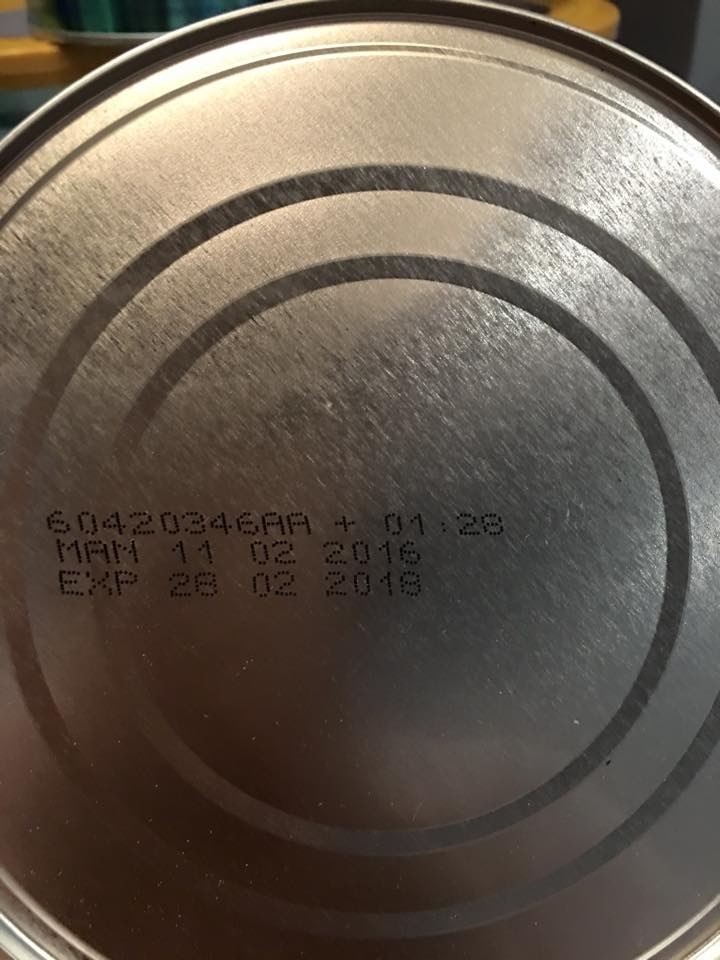 60420346AA + 01:28
MAN 11 02 2016
EXP 28 02 2018